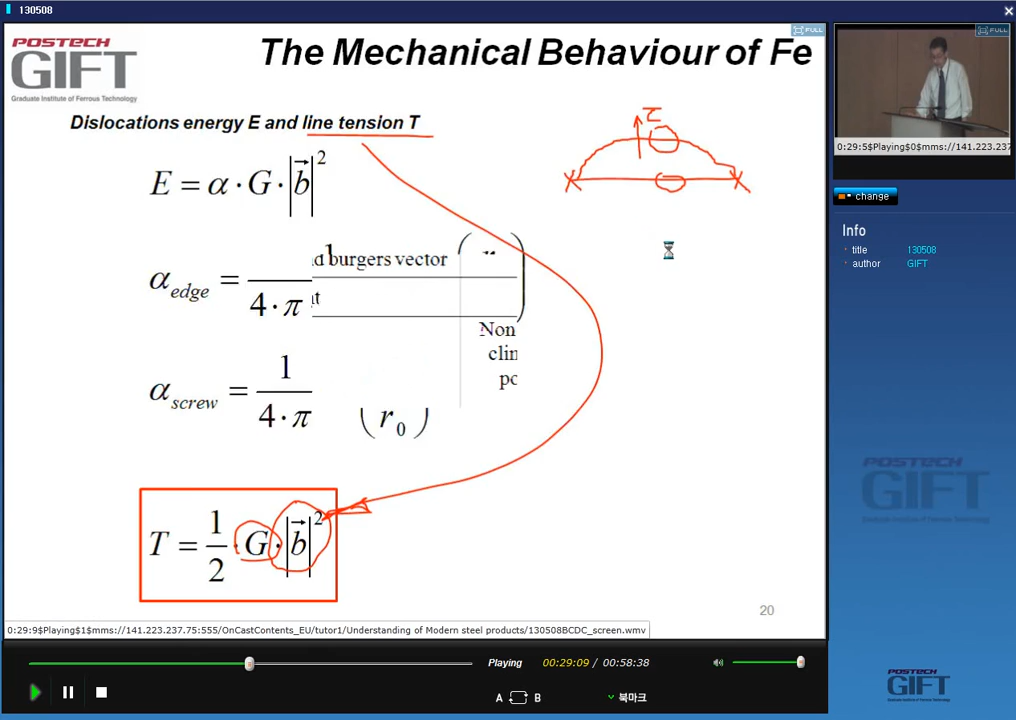 130508
POSTECH
GIFT
Graduate Institute of Ferrous Technology
The Mechanical Behaviour of Fe
FULL
Dislocations energy E and line tension T
τ
E = α · G · |b⃗|²
d burgers vector
α edge =
4 · π
t
Non
clin
pc
α screw = 1
4 · π
( r₀ )
T = 1/2 · G · |b⃗|²
20
0:29:9$Playing$1$mms://141.223.237.75:555/OnCastContents_EU/tutor1/Understanding of Modern steel products/130508BCDC_screen.wmv
Playing
00:29:09 / 00:58:38
A B
북마크
FULL
0:29:5$Playing$0$mms://141.223.237
change
Info
title 130508
author GIFT
POSTECH
GIFT
POSTECH
GIFT